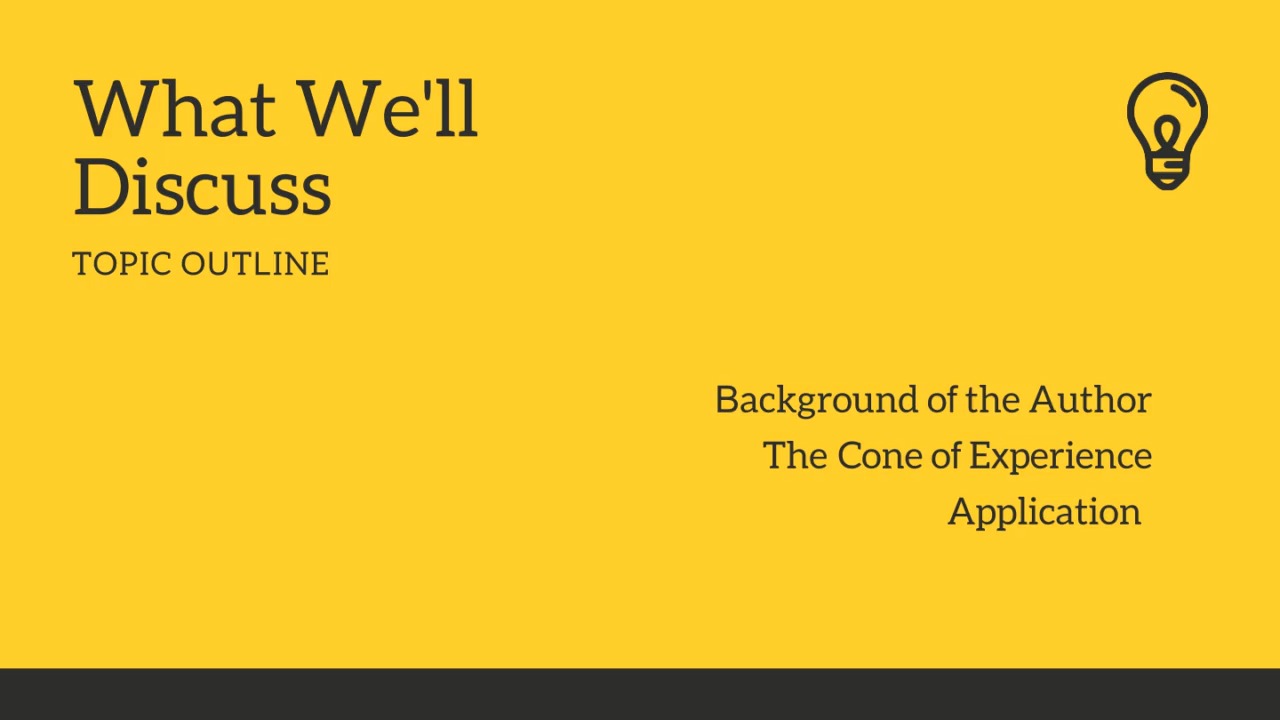 What We'll
Discuss
TOPIC OUTLINE
Background of the Author
The Cone of Experience
Application